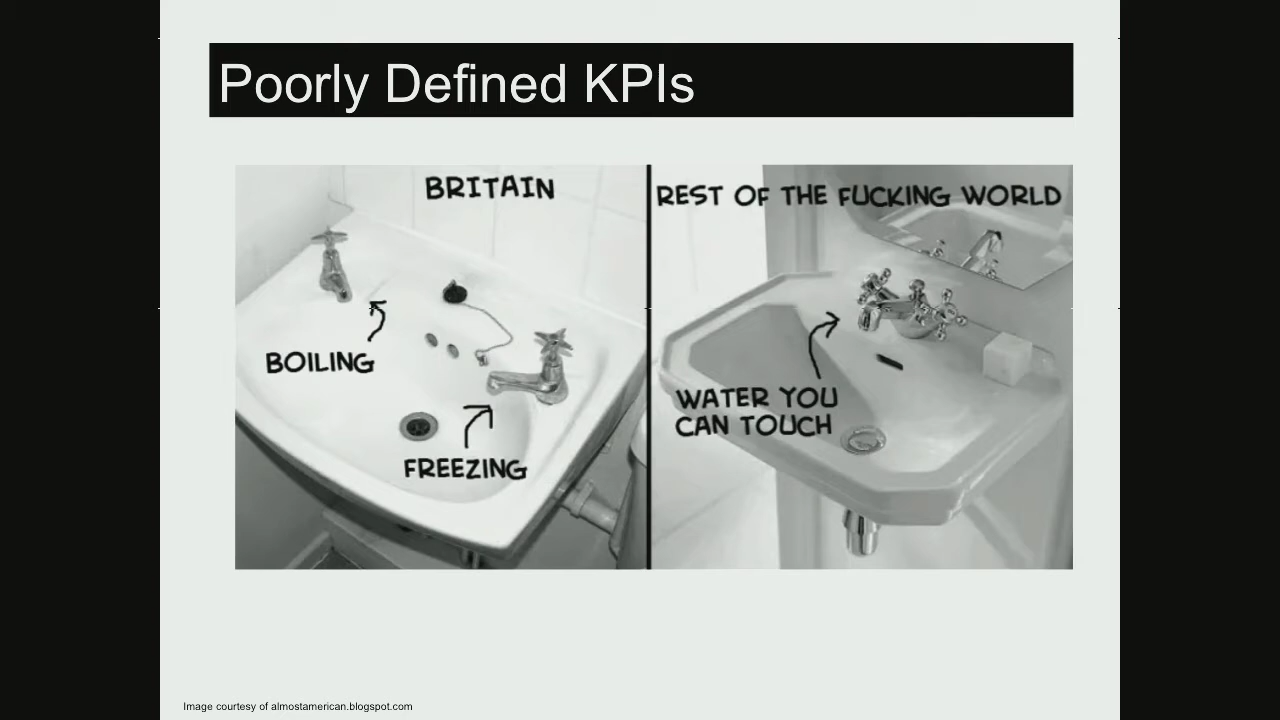 Poorly Defined KPIs
BRITAIN
BOILING
FREEZING
REST OF THE FUCKING WORLD
WATER YOU
CAN TOUCH
Image courtesy of almostamerican.blogspot.com